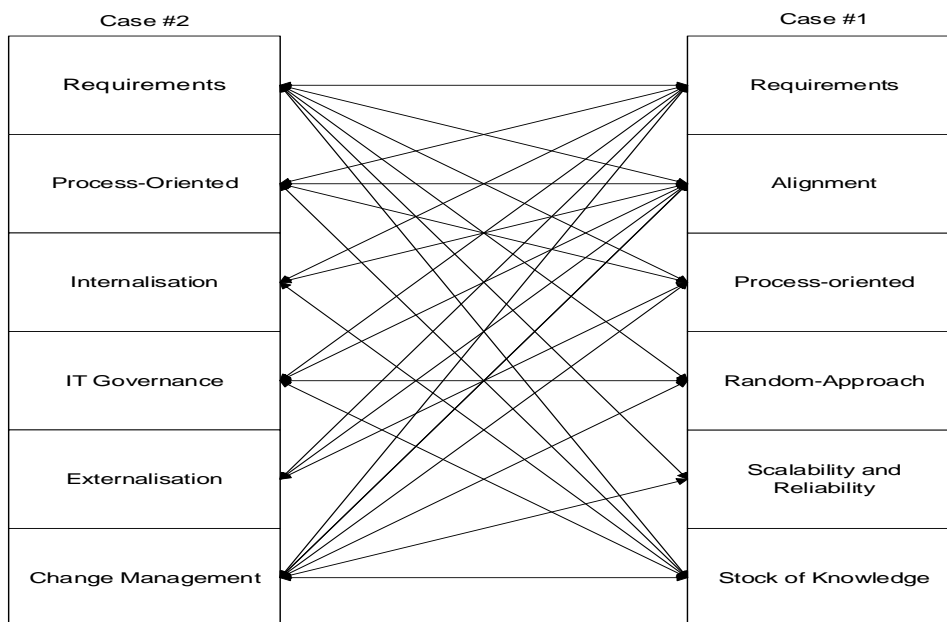 Case #2
Case #1
Requirements
Process-Oriented
Internalisation
IT Governance
Externalisation
Change Management
Requirements
Alignment
Process-oriented
Random-Approach
Scalability and
Reliability
Stock of Knowledge